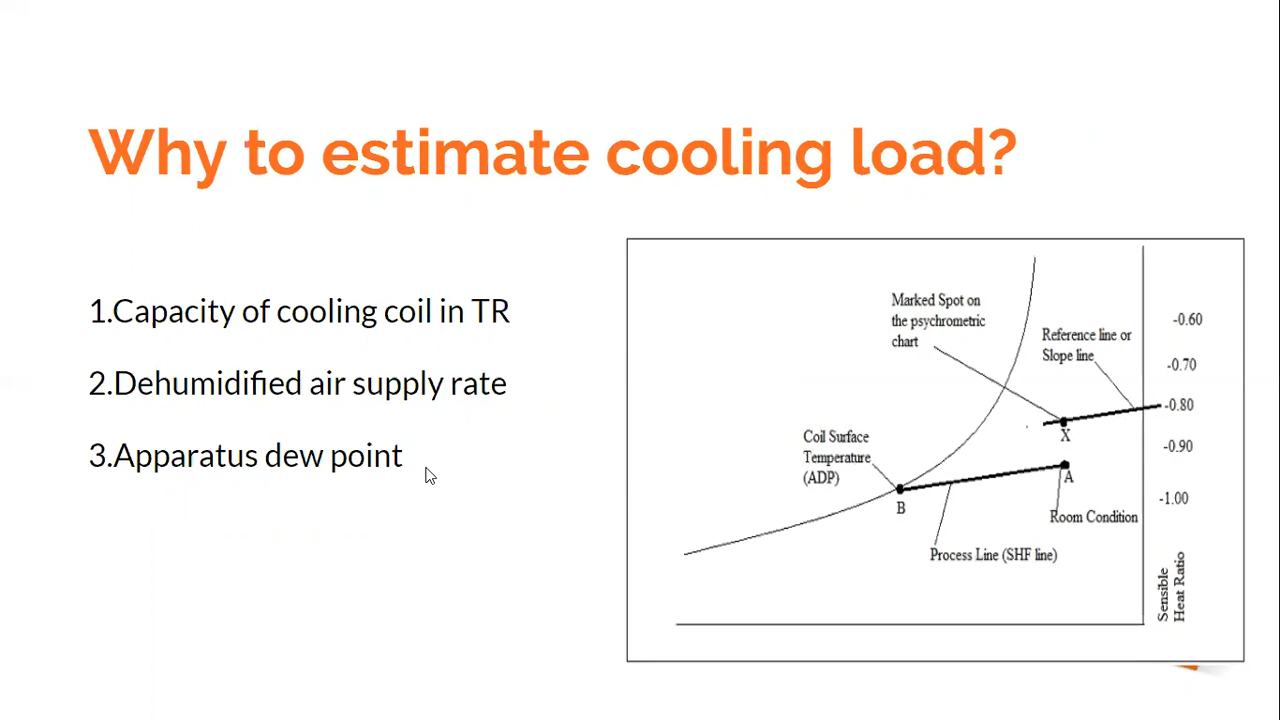 Why to estimate cooling load?
1.Capacity of cooling coil in TR
2.Dehumidified air supply rate
3.Apparatus dew point
Marked Spot on
the psychrometric
chart
Reference line or
Slope line
-0.60
-0.70
-0.80
-0.90
-1.00
X
Coil Surface
Temperature
(ADP)
A
B
Room Condition
Process Line (SHF line)
Sensible
Heat Ratio